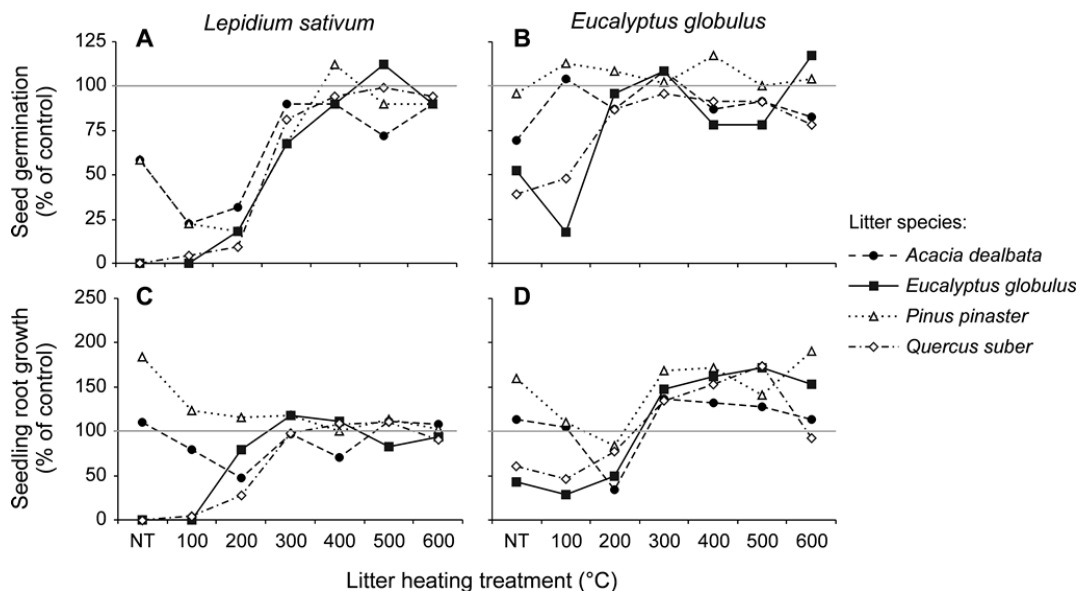 Lepidium sativum
Eucalyptus globulus
A
B
Seed germination
(% of control)
125
100
75
50
25
0
Litter species:
Acacia dealbata
Eucalyptus globulus
Pinus pinaster
Quercus suber
C
D
Seedling root growth
(% of control)
250
200
150
100
50
0
NT 100 200 300 400 500 600
NT 100 200 300 400 500 600
Litter heating treatment (°C)